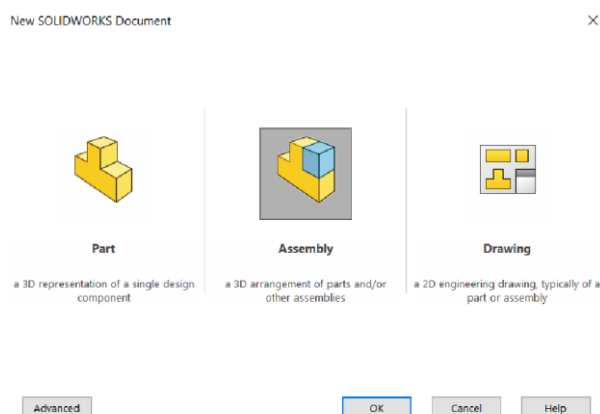 New SOLIDWORKS Document
Part
a 3D representation of a single design
component
Assembly
a 3D arrangement of parts and/or
other assemblies
Drawing
a 2D engineering drawing, typically of a
part or assembly
Advanced
OK
Cancel
Help